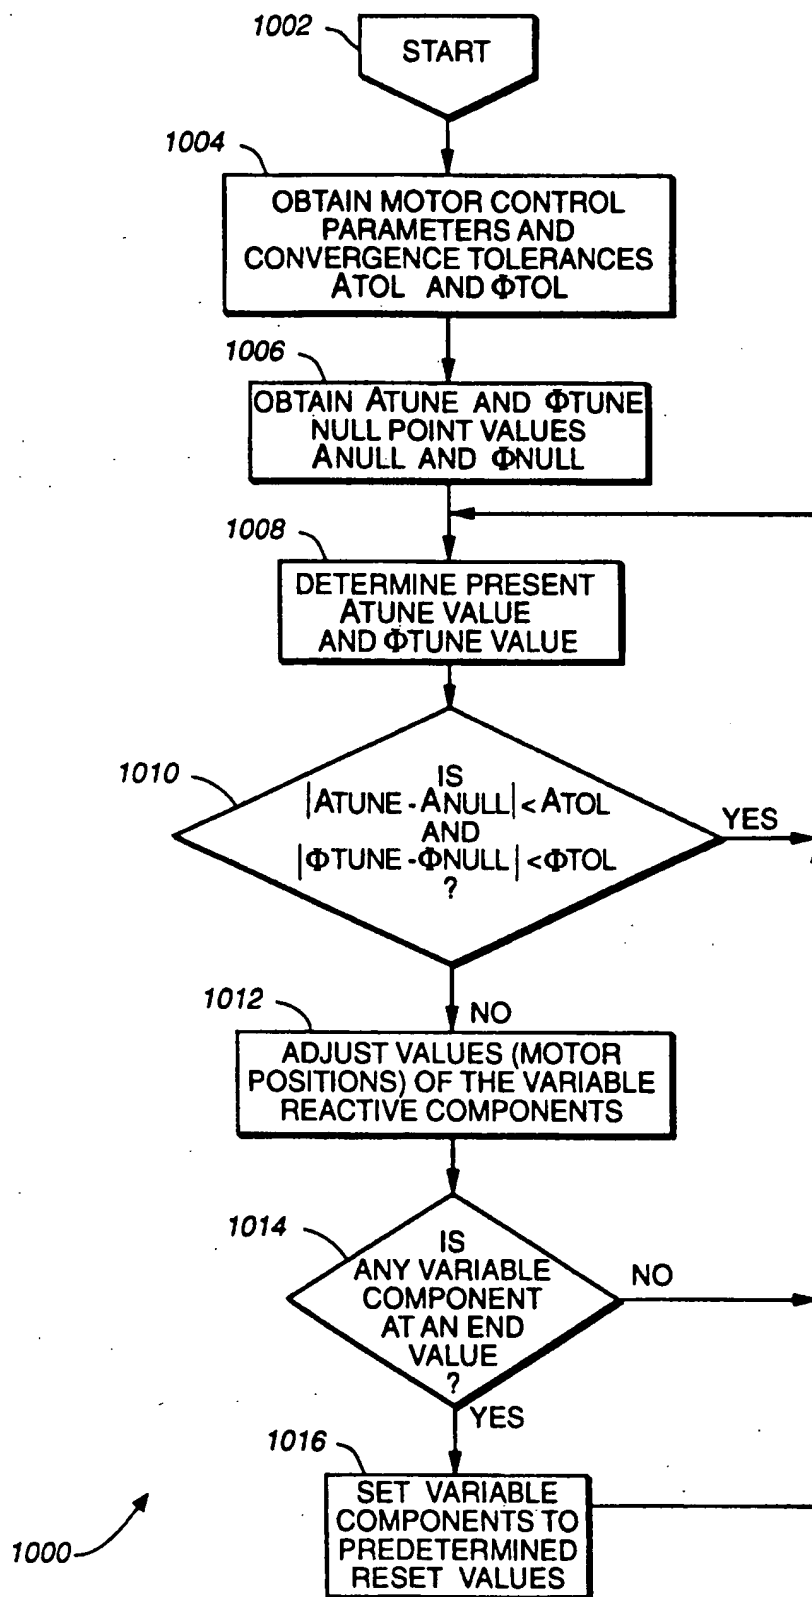 1002
START
1004
OBTAIN MOTOR CONTROL
PARAMETERS AND
CONVERGENCE TOLERANCES
ATOL AND ΦTOL
1006
OBTAIN ATUNE AND ΦTUNE
NULL POINT VALUES
ANULL AND ΦNULL
1008
DETERMINE PRESENT
ATUNE VALUE
AND ΦTUNE VALUE
1010
IS
|ATUNE-ANULL|<ATOL
AND
|ΦTUNE-ΦNULL|<ΦTOL
?
YES
NO
1012
ADJUST VALUES (MOTOR
POSITIONS) OF THE VARIABLE
REACTIVE COMPONENTS
1014
IS
ANY VARIABLE
COMPONENT
AT AN END
VALUE
?
NO
YES
1016
SET VARIABLE
COMPONENTS TO
PREDETERMINED
RESET VALUES
1000